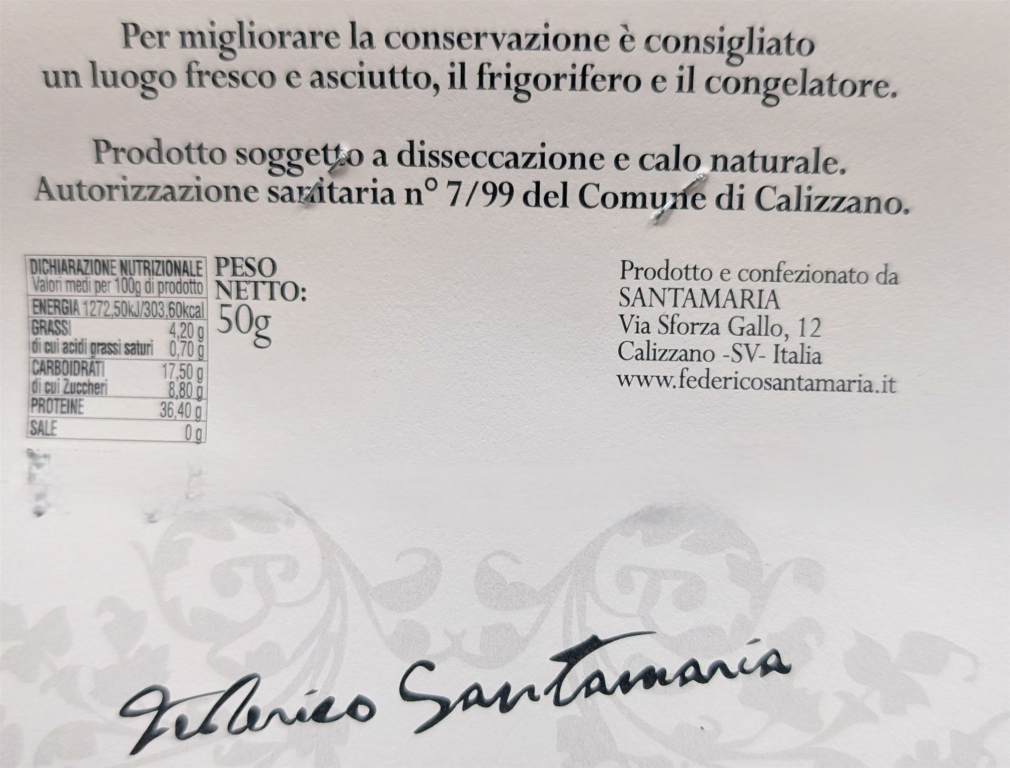 Per migliorare la conservazione è consigliato
un luogo fresco e asciutto, il frigorifero e il congelatore.
Prodotto soggetto a disseccazione e calo naturale.
Autorizzazione sanitaria n° 7/99 del Comune di Calizzano.
DICHIARAZIONE NUTRIZIONALE
Valori medi per 100g di prodotto
ENERGIA 1272,50kJ/303,60kcal
GRASSI 4,20 g
di cui acidi grassi saturi 0,70 g
CARBOIDRATI 17,50 g
di cui Zuccheri 8,80 g
PROTEINE 36,40 g
SALE 0 g
PESO
NETTO:
50g
Prodotto e confezionato da
SANTAMARIA
Via Sforza Gallo, 12
Calizzano -SV- Italia
www.federicosantamaria.it
Federico Santamaria